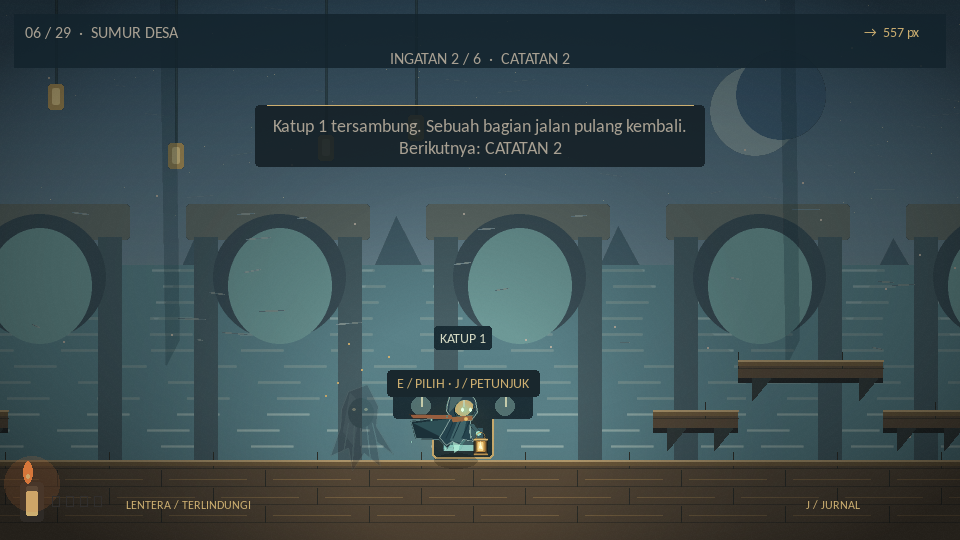 06 / 29 · SUMUR DESA
→ 557 px
INGATAN 2 / 6 · CATATAN 2
Katup 1 tersambung. Sebuah bagian jalan pulang kembali.
Berikutnya: CATATAN 2
KATUP 1
E / PILIH · J / PETUNJUK
LENTERA / TERLINDUNGI
J / JURNAL